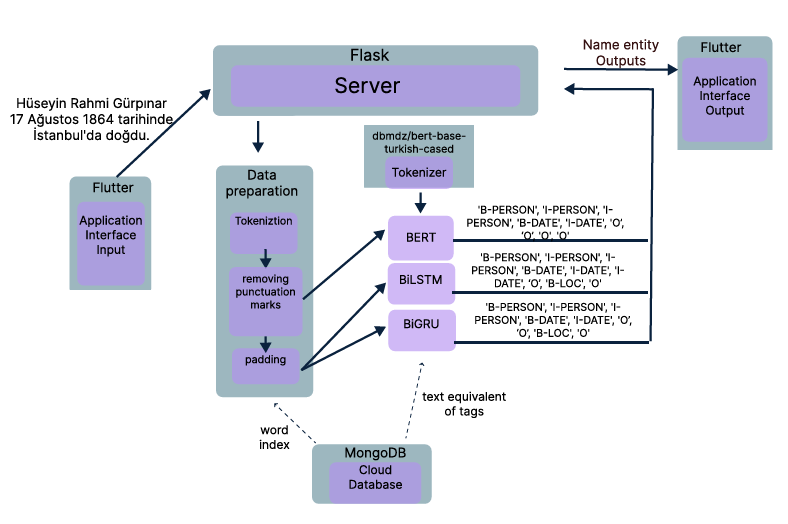 Flask
Server
Name entity
Outputs
Flutter
Application
Interface
Output
Hüseyin Rahmi Gürpınar
17 Ağustos 1864 tarihinde
İstanbul'da doğdu.
Flutter
Application
Interface
Input
Data
preparation
Tokeniztion
removing
punctuation
marks
padding
dbmdz/bert-base-
turkish-cased
Tokenizer
BERT
'B-PERSON', 'I-PERSON', 'I-
PERSON', 'B-DATE', 'I-DATE', 'O',
'O', 'O', 'O'
BiLSTM
'B-PERSON', 'I-PERSON', 'I-
PERSON', 'B-DATE', 'I-DATE', 'I-
DATE', 'O', 'B-LOC', 'O'
BiGRU
'B-PERSON', 'I-PERSON', 'I-
PERSON', 'B-DATE', 'I-DATE', 'O',
'O', 'B-LOC', 'O'
word
index
text equivalent
of tags
MongoDB
Cloud
Database